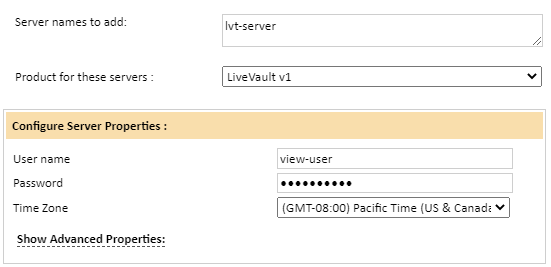 Server names to add:
lvt-server
Product for these servers :
LiveVault v1
Configure Server Properties :
User name
view-user
Password
••••••••••
Time Zone
(GMT-08:00) Pacific Time (US & Canada
Show Advanced Properties: